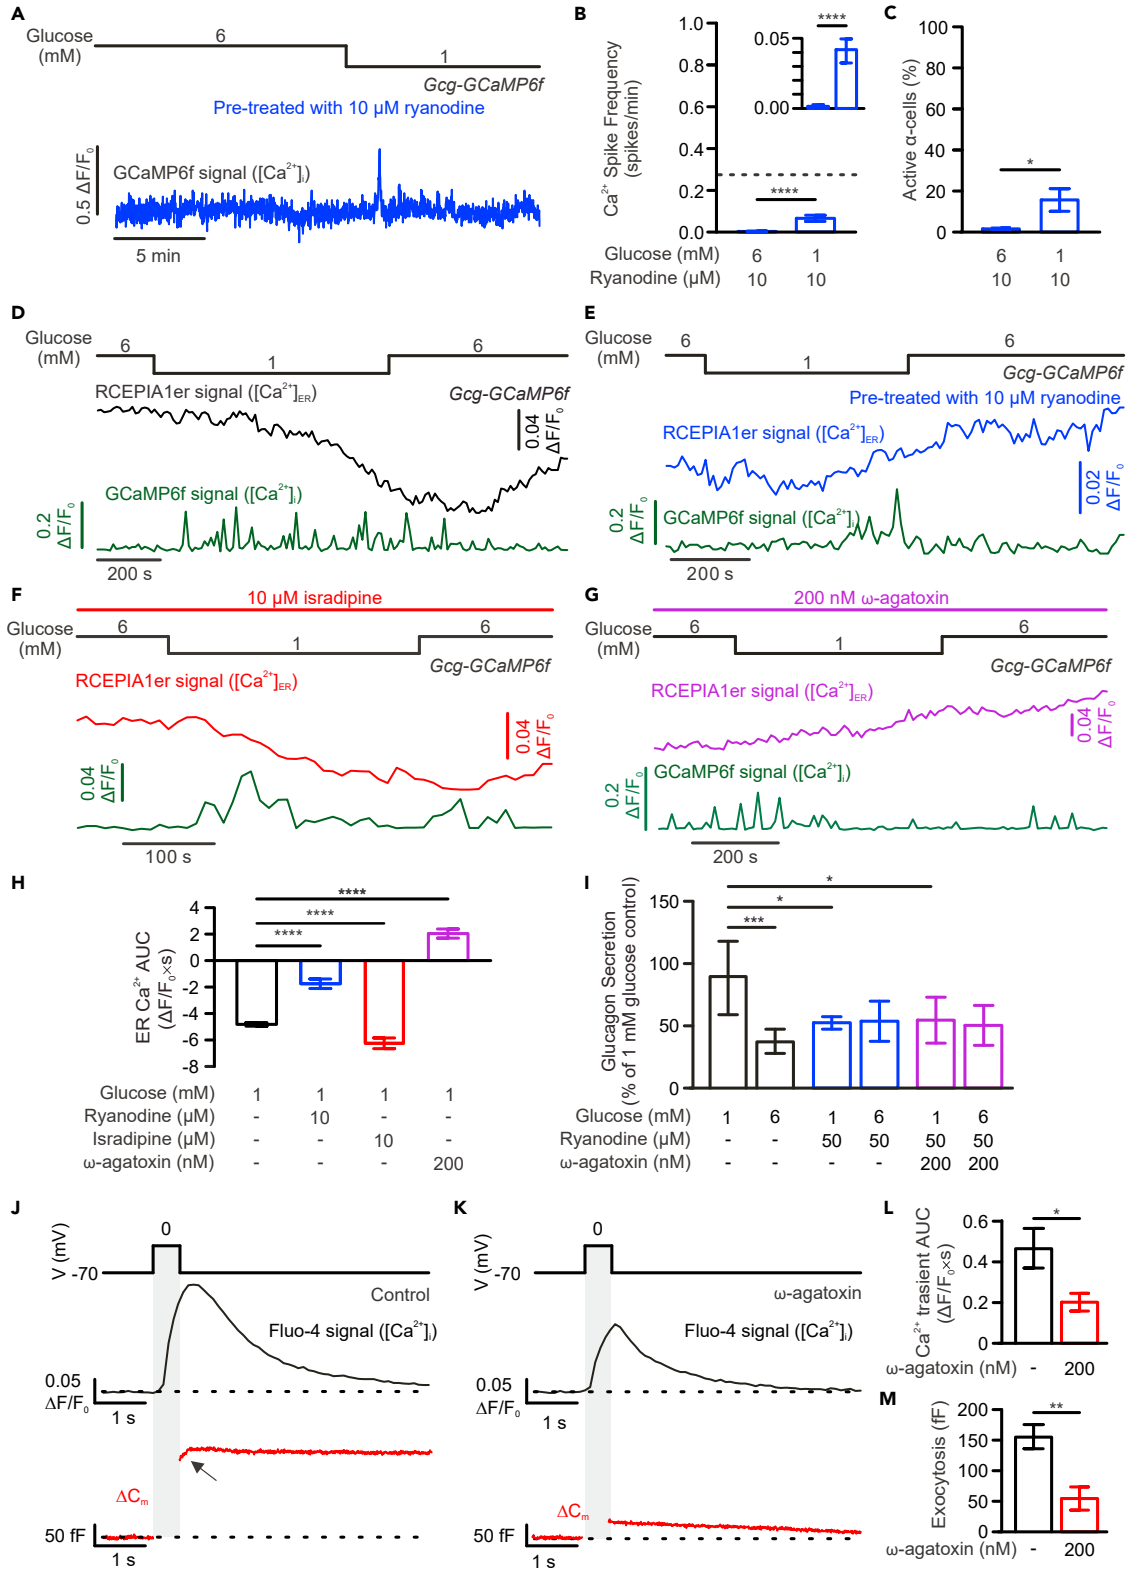 A
Glucose
(mM)
6
1
Gcg-GCaMP6f
Pre-treated with 10 µM ryanodine
GCaMP6f signal ([Ca²⁺]ᵢ)
0.5 ΔF/F₀
5 min
B
Ca²⁺ Spike Frequency
(spikes/min)
1.0
0.8
0.6
0.4
0.2
0.0
****
0.05
0.00
****
Glucose (mM) 6 1
Ryanodine (µM) 10 10
C
Active α-cells (%)
100
80
60
40
20
0
*
6 1
10 10
D
Glucose
(mM)
6
1
6
RCEPIA1er signal ([Ca²⁺]ER)
Gcg-GCaMP6f
0.04
ΔF/F₀
GCaMP6f signal ([Ca²⁺]ᵢ)
0.2
ΔF/F₀
200 s
E
Glucose
(mM)
6
1
6
Gcg-GCaMP6f
Pre-treated with 10 µM ryanodine
RCEPIA1er signal ([Ca²⁺]ER)
0.02
ΔF/F₀
GCaMP6f signal ([Ca²⁺]ᵢ)
0.2
ΔF/F₀
200 s
F
10 µM isradipine
Glucose
(mM)
6
1
6
Gcg-GCaMP6f
RCEPIA1er signal ([Ca²⁺]ER)
0.04
ΔF/F₀
0.04
ΔF/F₀
GCaMP6f signal ([Ca²⁺]ᵢ)
100 s
G
200 nM ω-agatoxin
Glucose
(mM)
6
1
6
Gcg-GCaMP6f
RCEPIA1er signal ([Ca²⁺]ER)
0.04
ΔF/F₀
GCaMP6f signal ([Ca²⁺]ᵢ)
0.2
ΔF/F₀
200 s
H
ER Ca²⁺ AUC
(ΔF/F₀×s)
4
2
0
-2
-4
-6
-8
****
****
****
Glucose (mM) 1 1 1 1
Ryanodine (µM) - 10 - -
Isradipine (µM) - - 10 -
ω-agatoxin (nM) - - - 200
I
Glucagon Secretion
(% of 1 mM glucose control)
150
100
50
0
*
*
***
Glucose (mM) 1 6 1 6 1 6
Ryanodine (µM) - - 50 50 50 50
ω-agatoxin (nM) - - - - 200 200
J
V (mV)
0
-70
Control
Fluo-4 signal ([Ca²⁺]ᵢ)
0.05
ΔF/F₀
1 s
ΔCₘ
50 fF
1 s
K
V (mV)
0
-70
ω-agatoxin
Fluo-4 signal ([Ca²⁺]ᵢ)
0.05
ΔF/F₀
1 s
ΔCₘ
50 fF
1 s
L
Ca²⁺ trasient AUC
(ΔF/F₀×s)
0.6
0.4
0.2
0
*
ω-agatoxin (nM) - 200
M
Exocytosis (fF)
200
150
100
50
0
**
ω-agatoxin (nM) - 200